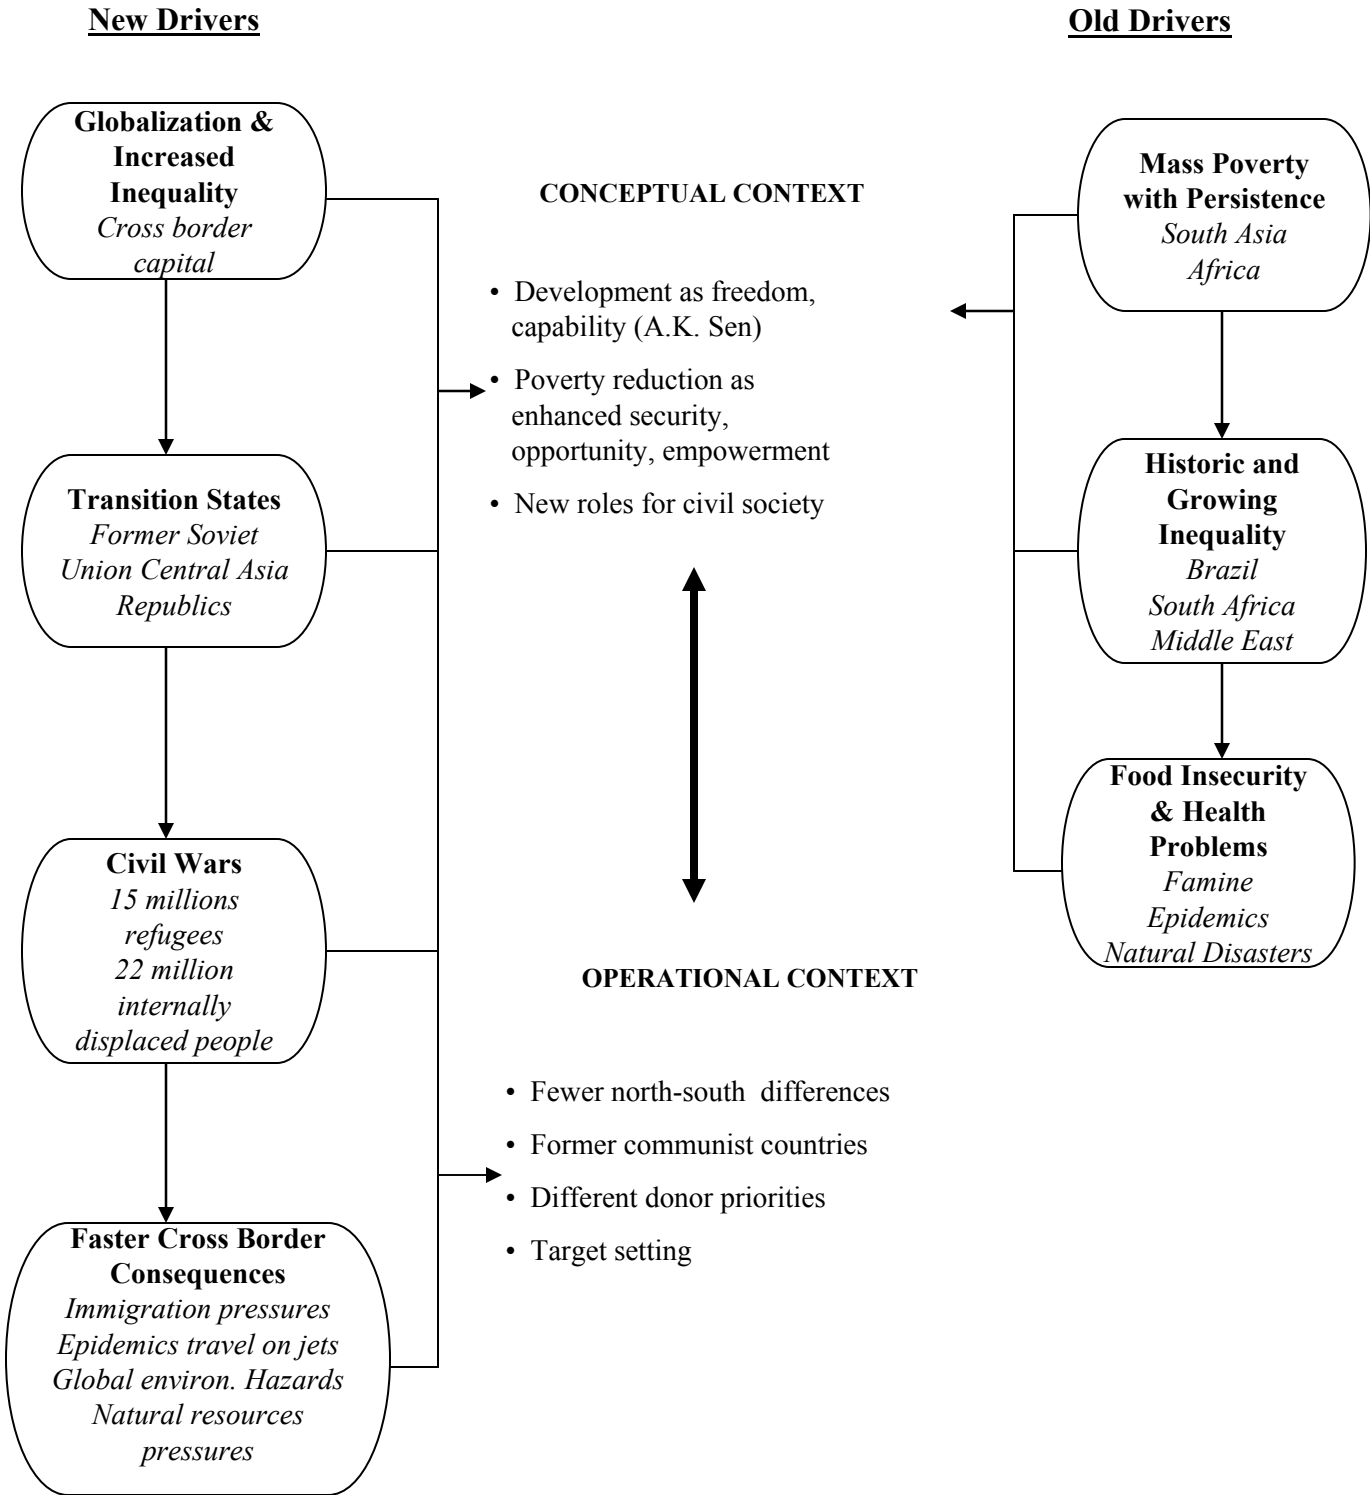 New Drivers
Old Drivers
Globalization &
Increased
Inequality
Cross border
capital
Transition States
Former Soviet
Union Central Asia
Republics
Civil Wars
15 millions
refugees
22 million
internally
displaced people
Faster Cross Border
Consequences
Immigration pressures
Epidemics travel on jets
Global environ. Hazards
Natural resources
pressures
CONCEPTUAL CONTEXT
• Development as freedom,
capability (A.K. Sen)
• Poverty reduction as
enhanced security,
opportunity, empowerment
• New roles for civil society
OPERATIONAL CONTEXT
• Fewer north-south differences
• Former communist countries
• Different donor priorities
• Target setting
Mass Poverty
with Persistence
South Asia
Africa
Historic and
Growing
Inequality
Brazil
South Africa
Middle East
Food Insecurity
& Health
Problems
Famine
Epidemics
Natural Disasters